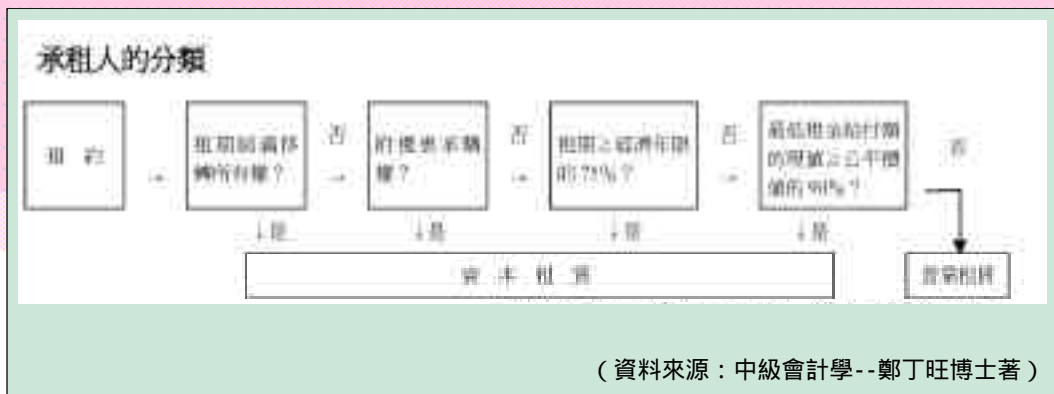 承租人的分類
租 約
→
租期屆滿移
轉所有權？
否
→
附優惠承購
權？
否
→
租期≥經濟年限
的75%？
否
→
最低租金給付額
的現值≥公平價
值的90%？
否
↓是
↓是
↓是
↓是
資 本 租 賃
營業租賃
（資料來源：中級會計學--鄭丁旺博士著）